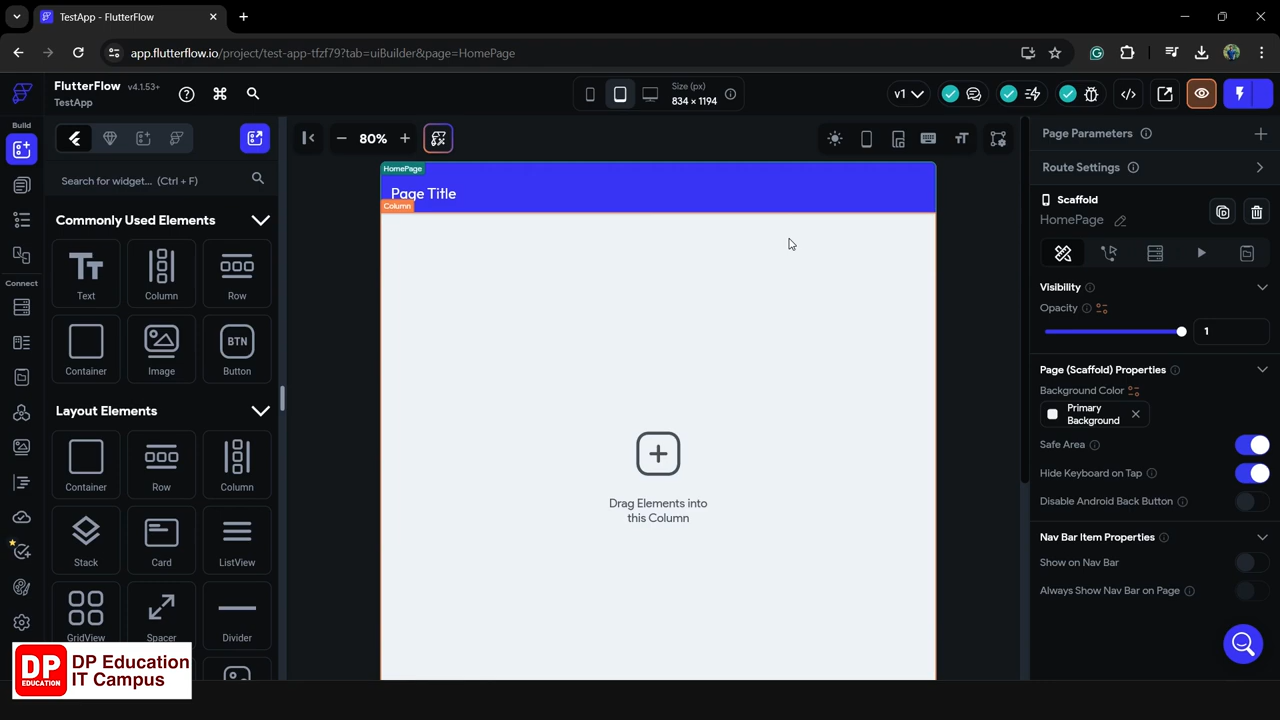 TestApp - FlutterFlow
app.flutterflow.io/project/test-app-tfzf79?tab=uiBuilder&page=HomePage
FlutterFlow v4.1.53+
TestApp
Size (px)
834 × 1194
v1
Build
Connect
80%
Search for widget... (Ctrl + F)
Commonly Used Elements
Text
Column
Row
Container
Image
BTN
Button
Layout Elements
Container
Row
Column
Stack
Card
ListView
GridView
Spacer
Divider
HomePage
Page Title
Column
Drag Elements into
this Column
Page Parameters
Route Settings
Scaffold
HomePage
Visibility
Opacity
1
Page (Scaffold) Properties
Background Color
Primary
Background
Safe Area
Hide Keyboard on Tap
Disable Android Back Button
Nav Bar Item Properties
Show on Nav Bar
Always Show Nav Bar on Page
DP
EDUCATION
DP Education
IT Campus